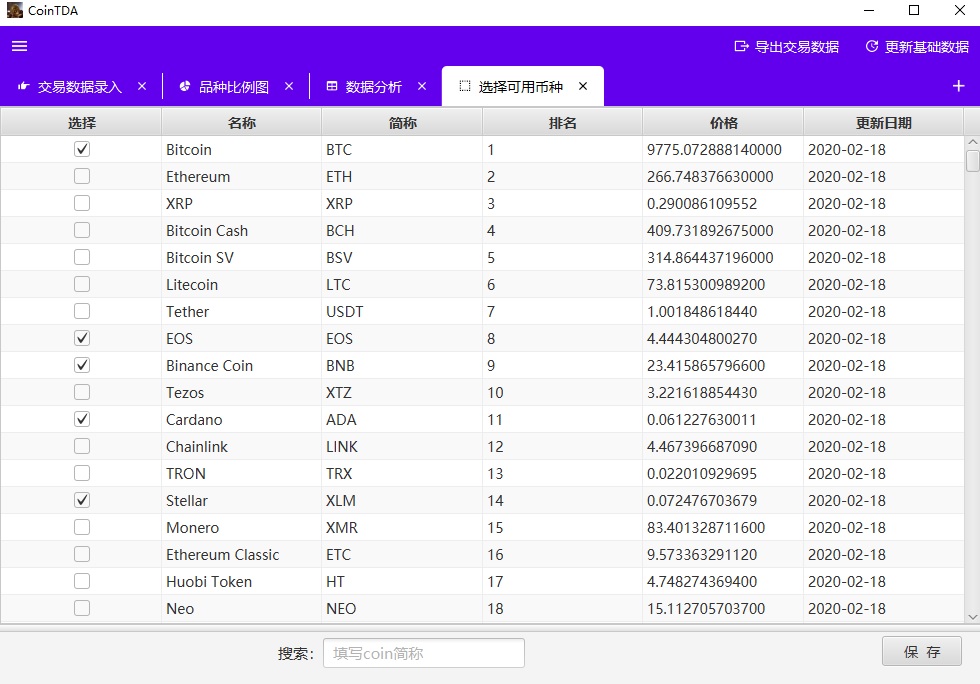 CoinTDA
导出交易数据 更新基础数据
交易数据录入 品种比例图 数据分析 选择可用币种
选择 名称 简称 排名 价格 更新日期
Bitcoin BTC 1 9775.072888140000 2020-02-18
Ethereum ETH 2 266.748376630000 2020-02-18
XRP XRP 3 0.290086109552 2020-02-18
Bitcoin Cash BCH 4 409.731892675000 2020-02-18
Bitcoin SV BSV 5 314.864437196000 2020-02-18
Litecoin LTC 6 73.815300989200 2020-02-18
Tether USDT 7 1.001848618440 2020-02-18
EOS EOS 8 4.444304800270 2020-02-18
Binance Coin BNB 9 23.415865796600 2020-02-18
Tezos XTZ 10 3.221618854430 2020-02-18
Cardano ADA 11 0.061227630011 2020-02-18
Chainlink LINK 12 4.467396687090 2020-02-18
TRON TRX 13 0.022010929695 2020-02-18
Stellar XLM 14 0.072476703679 2020-02-18
Monero XMR 15 83.401328711600 2020-02-18
Ethereum Classic ETC 16 9.573363291120 2020-02-18
Huobi Token HT 17 4.748274369400 2020-02-18
Neo NEO 18 15.112705703700 2020-02-18
搜索: 填写coin简称 保 存